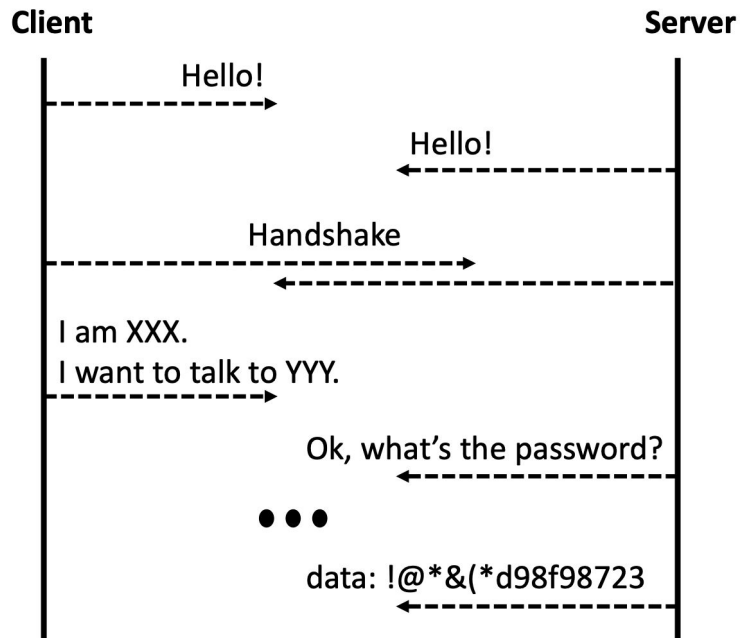 Client
Server
Hello!
Hello!
Handshake
I am XXX.
I want to talk to YYY.
Ok, what’s the password?
data: !@*&(*d98f98723